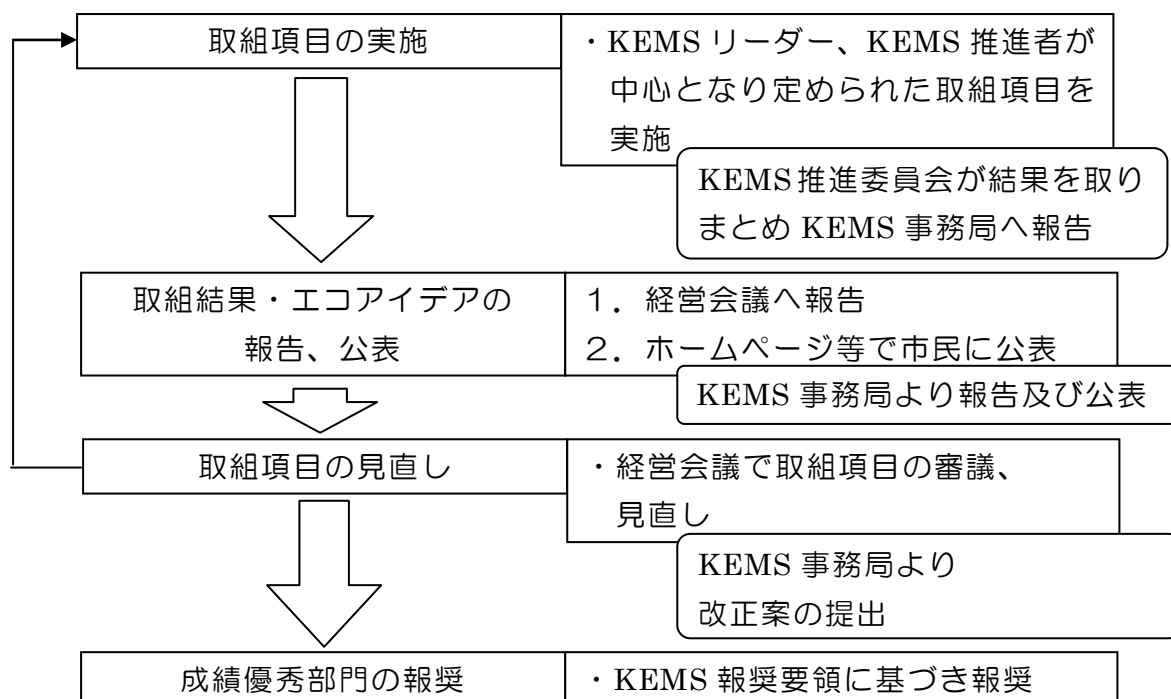 取組項目の実施
・KEMS リーダー、KEMS 推進者が
中心となり定められた取組項目を
実施
KEMS 推進委員会が結果を取り
まとめ KEMS 事務局へ報告
取組結果・エコアイデアの
報告、公表
１．経営会議へ報告
２．ホームページ等で市民に公表
KEMS 事務局より報告及び公表
取組項目の見直し
・経営会議で取組項目の審議、
見直し
KEMS 事務局より
改正案の提出
成績優秀部門の報奨
・KEMS 報奨要領に基づき報奨